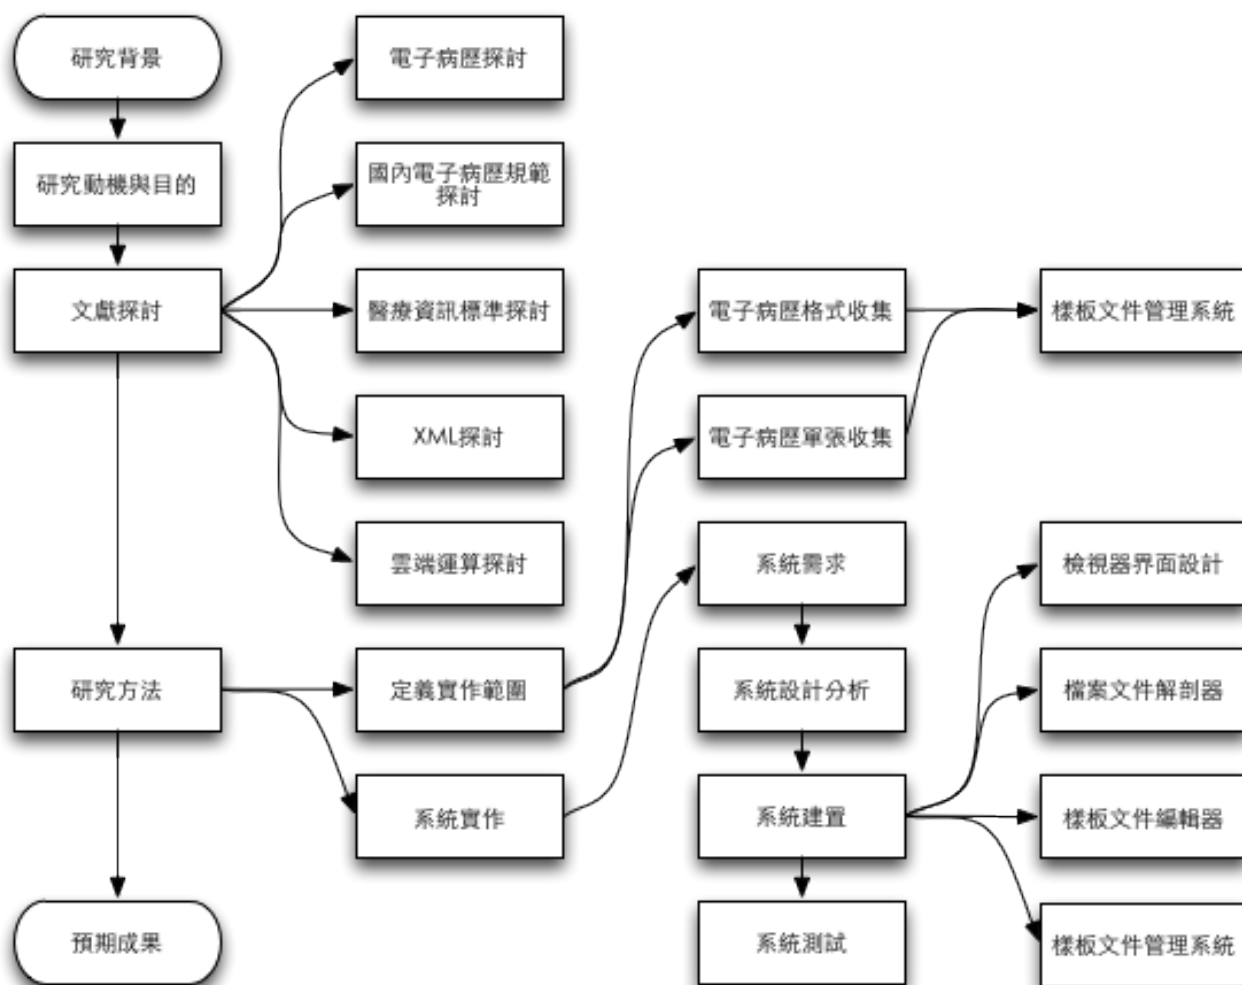 研究背景
研究動機與目的
文獻探討
研究方法
預期成果
電子病歷探討
國內電子病歷規範
探討
醫療資訊標準探討
XML探討
雲端運算探討
定義實作範圍
系統實作
電子病歷格式收集
電子病歷單張收集
系統需求
系統設計分析
系統建置
系統測試
樣板文件管理系統
檢視器界面設計
檔案文件解剖器
樣板文件編輯器
樣板文件管理系統